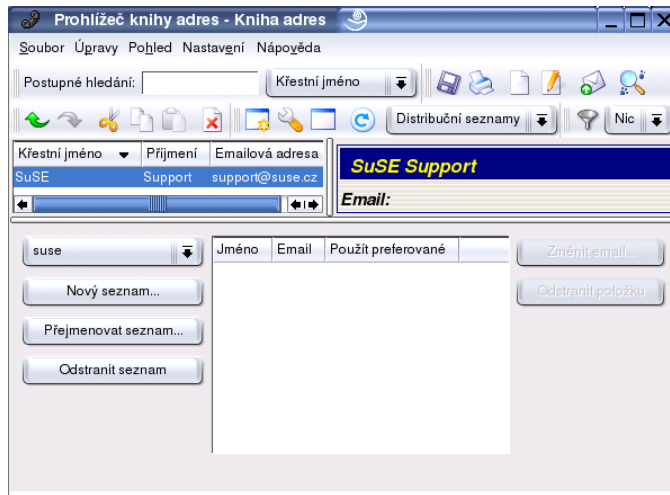 Prohlížeč knihy adres - Kniha adres
Soubor Úpravy Pohled Nastavení Nápověda
Postupné hledání: Křestní jméno
Distribuční seznamy Nic
Křestní jméno Příjmení Emailová adresa
SuSE Support support@suse.cz
SuSE Support
Email:
suse
Nový seznam...
Přejmenovat seznam...
Odstranit seznam
Jméno Email Použít preferované
Změnit email...
Odstranit položku